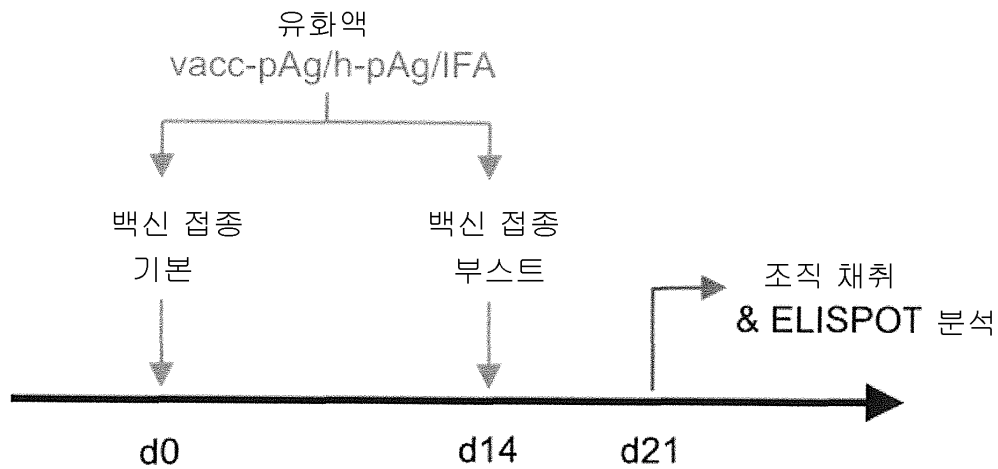 유화액
vacc-pAg/h-pAg/IFA
백신 접종
기본
백신 접종
부스트
조직 채취
& ELISPOT 분석
d0
d14
d21